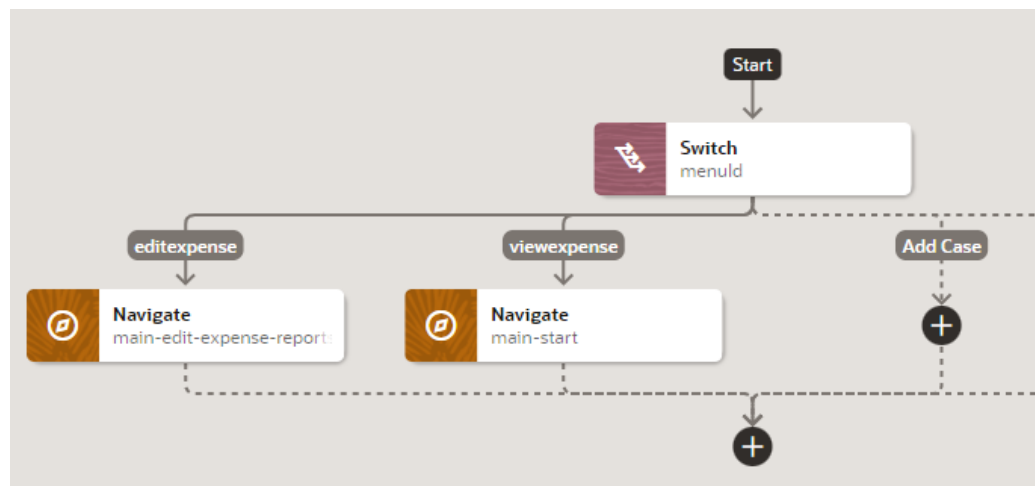 Start
Switch
menuId
editexpense
viewexpense
Add Case
Navigate
main-edit-expense-reports
Navigate
main-start